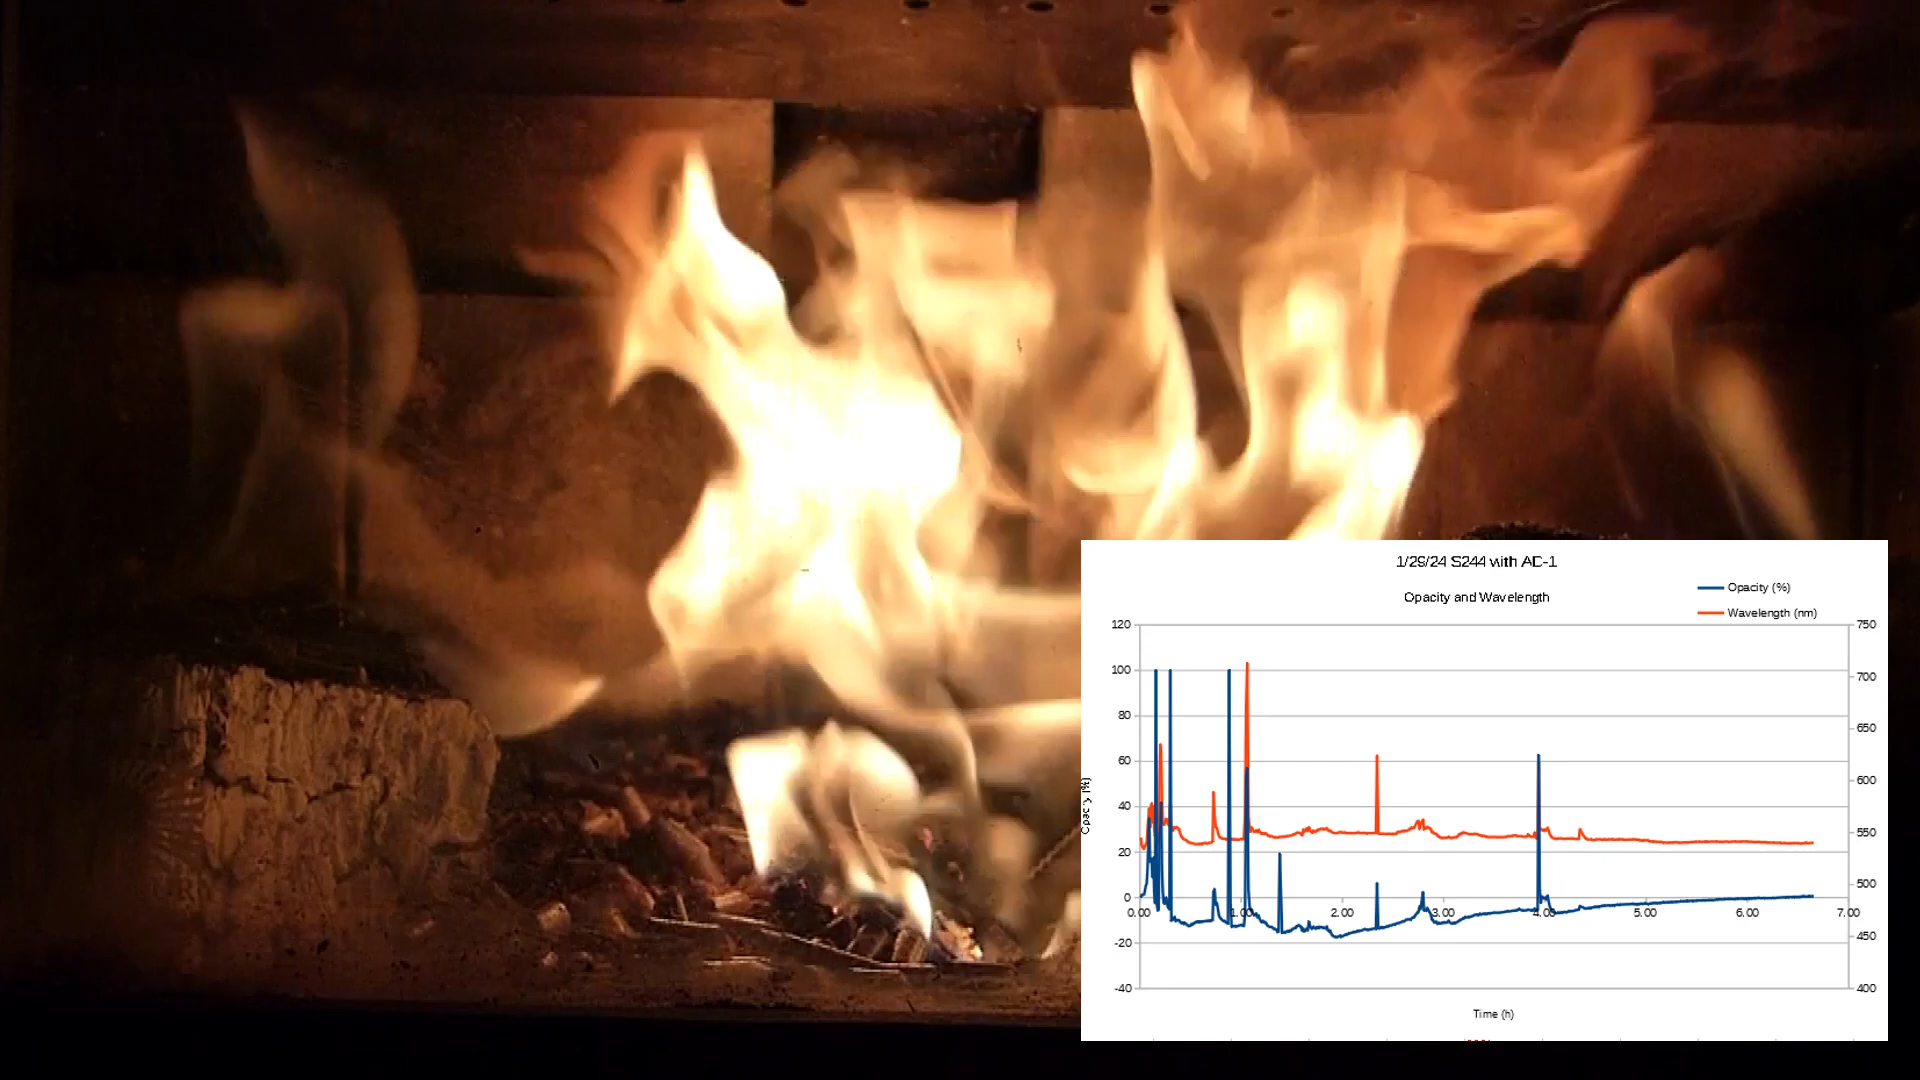 1/29/24 S244 with AC-1
Opacity and Wavelength
Opacity (%)
Wavelength (nm)
120
100
80
60
40
20
0
-20
-40
750
700
650
600
550
500
450
400
0.00 1.00 2.00 3.00 4.00 5.00 6.00 7.00
Opacity (%)
Time (h)